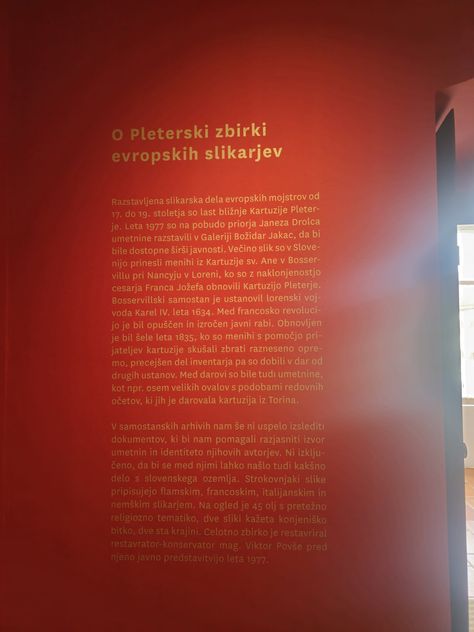 O Pleterski zbirki
evropskih slikarjev
Razstavljena slikarska dela evropskih mojstrov od
17. do 19. stoletja so last bližnje Kartuzije Pleter-
je. Leta 1977 so na pobudo priorja Janeza Drolca
umetnine razstavili v Galeriji Božidar Jakac, da bi
bile dostopne širši javnosti. Večino slik so v Slove-
nijo prinesli menihi iz Kartuzije sv. Ane v Bosser-
villu pri Nancyju v Loreni, ko so z naklonjenostjo
cesarja Franca Jožefa obnovili Kartuzijo Pleterje.
Bosservillski samostan je ustanovil lorenski voj-
voda Karel IV. leta 1634. Med francosko revoluci-
jo je bil opuščen in izročen javni rabi. Obnovljen
je bil šele leta 1835, ko so menihi s pomočjo pri-
jateljev kartuzije skušali zbrati razneseno opre-
mo, precejšen del inventarja pa so dobili v dar od
drugih ustanov. Med darovi so bile tudi umetnine,
kot npr. osem velikih ovalov s podobami redovnih
očetov, ki jih je darovala kartuzija iz Torina.
V samostanskih arhivih nam še ni uspelo izslediti
dokumentov, ki bi nam pomagali razjasniti izvor
umetnin in identiteto njihovih avtorjev. Ni izklju-
čeno, da bi se med njimi lahko našlo tudi kakšno
delo s slovenskega ozemlja. Strokovnjaki slike
pripisujejo flamskim, francoskim, italijanskim in
nemškim slikarjem. Na ogled je 45 olj s pretežno
religiozno tematiko, dve sliki kažeta konjeniško
bitko, dve sta krajini. Celotno zbirko je restavriral
restavrator-konservator mag. Viktor Povše pred
njeno javno predstavitvijo leta 1977.